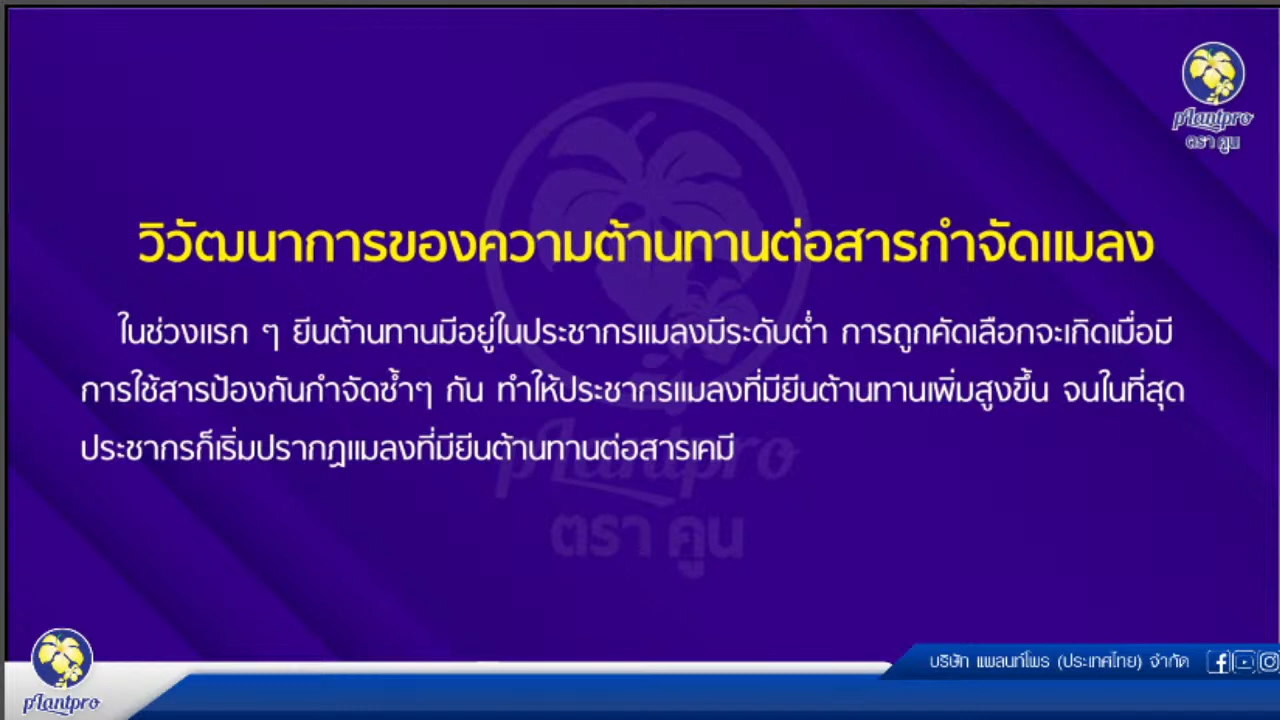 plantpro
ตรา คูน
วิวัฒนาการของความต้านทานต่อสารกำจัดแมลง
ในช่วงแรก ๆ ยีนต้านทานมีอยู่ในประชากรแมลงมีระดับต่ำ การถูกคัดเลือกจะเกิดเมื่อมี
การใช้สารป้องกันกำจัดซ้ำๆ กัน ทำให้ประชากรแมลงที่มียีนต้านทานเพิ่มสูงขึ้น จนในที่สุด
ประชากรก็เริ่มปรากฏแมลงที่มียีนต้านทานต่อสารเคมี
plantpro
ตรา คูน
บริษัท แพลนท์โพร (ประเทศไทย) จำกัด
plantpro